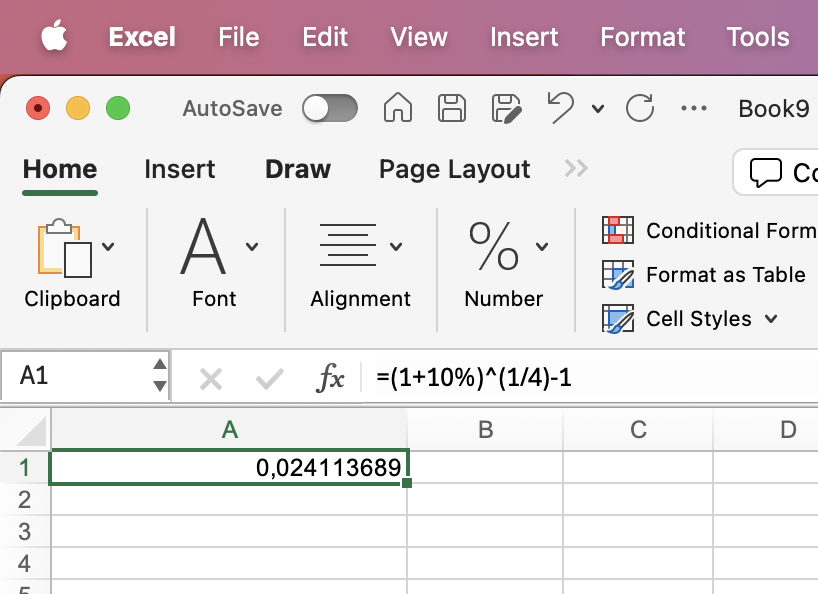 Excel File Edit View Insert Format Tools
AutoSave Book9
Home Insert Draw Page Layout
Clipboard Font Alignment Number
Conditional Form
Format as Table
Cell Styles
A1 fx =(1+10%)^(1/4)-1
A B C D
1 0,024113689
2
3
4
5